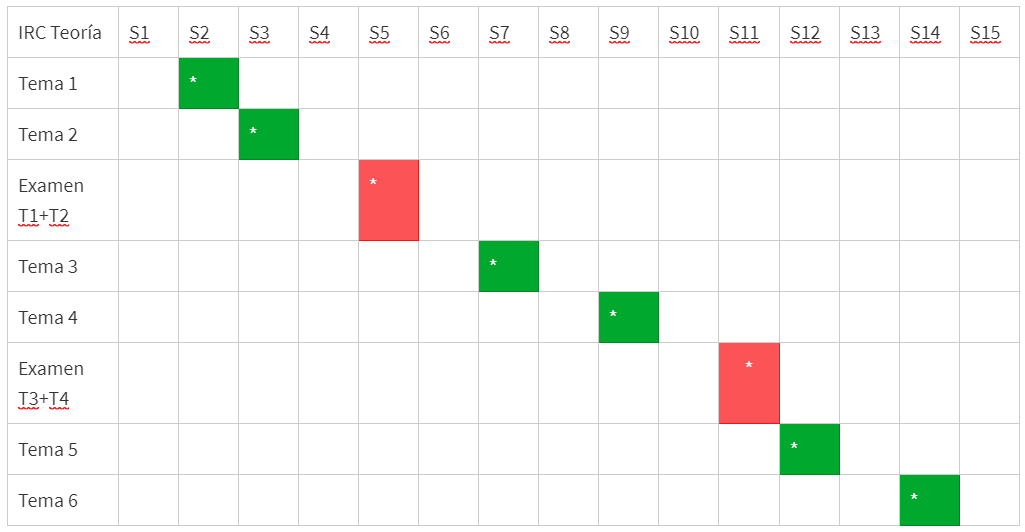 IRC Teoría S1 S2 S3 S4 S5 S6 S7 S8 S9 S10 S11 S12 S13 S14 S15
Tema 1 *
Tema 2 *
Examen *
T1+T2
Tema 3 *
Tema 4 *
Examen *
T3+T4
Tema 5 *
Tema 6 *